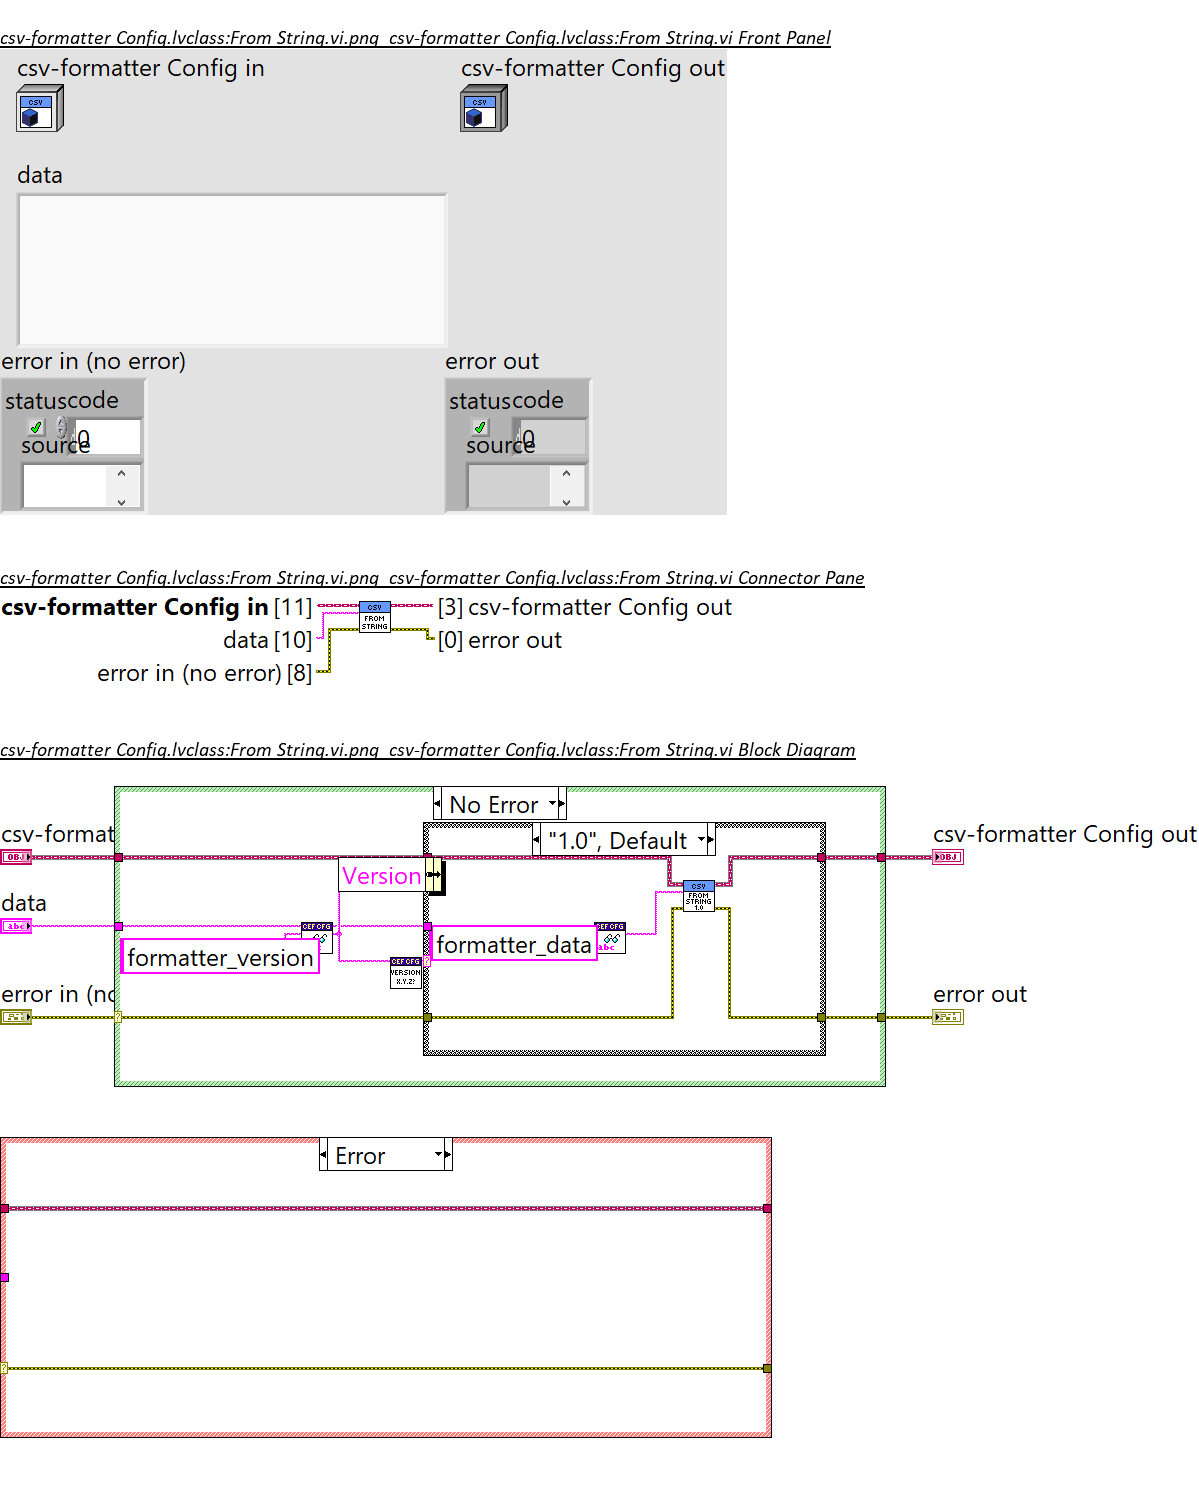 csv-formatter Config.lvclass:From String.vi.png csv-formatter Config.lvclass:From String.vi Front Panel
csv-formatter Config in
csv-formatter Config out
CSV
CSV
data
error in (no error)
error out
status code
status code
0
0
source
source
csv-formatter Config.lvclass:From String.vi.png csv-formatter Config.lvclass:From String.vi Connector Pane
csv-formatter Config in [11]
CSV
FROM
STRING
[3] csv-formatter Config out
data [10]
[0] error out
error in (no error) [8]
csv-formatter Config.lvclass:From String.vi.png csv-formatter Config.lvclass:From String.vi Block Diagram
No Error
csv-format
"1.0", Default
csv-formatter Config out
OBJ
OBJ
Version
CSV
FROM
STRING
1.0
data
abc
CEF CFG
CEF CFG
formatter_version
formatter_data
abc
CEF CFG
VERSION
X.Y.Z?
error in (no
error out
?
?
Error
?